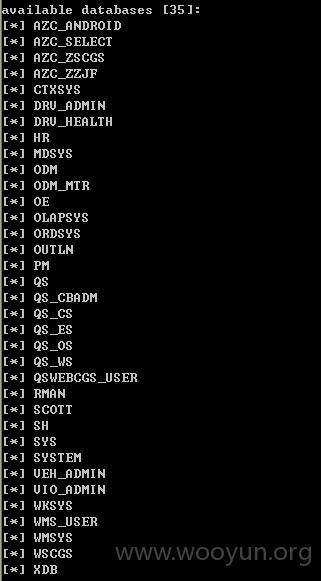 available databases [35]:
[*] AZC_ANDROID
[*] AZC_SELECT
[*] AZC_ZSCGS
[*] AZC_ZZJF
[*] CTXSYS
[*] DRV_ADMIN
[*] DRV_HEALTH
[*] HR
[*] MDSYS
[*] ODM
[*] ODM_MTR
[*] OE
[*] OLAPSYS
[*] ORDSYS
[*] OUTLN
[*] PM
[*] QS
[*] QS_CBADM
[*] QS_CS
[*] QS_ES
[*] QS_OS
[*] QS_WS
[*] QSWEBCGS_USER
[*] RMAN
[*] SCOTT
[*] SH
[*] SYS
[*] SYSTEM
[*] VEH_ADMIN
[*] VIO_ADMIN
[*] WKSYS
[*] WMS_USER
[*] WMSYS
[*] WSCGS
[*] XDB
www.wooyun.org